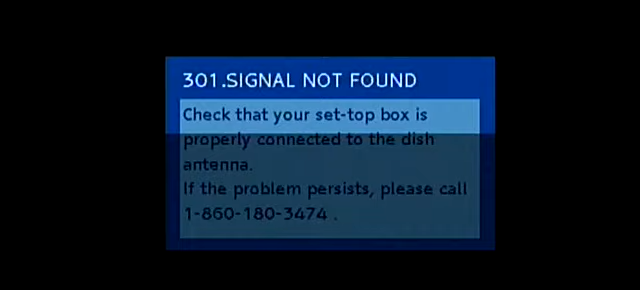 301.SIGNAL NOT FOUND
Check that your set-top box is
properly connected to the dish
antenna.
If the problem persists, please call
1-860-180-3474 .